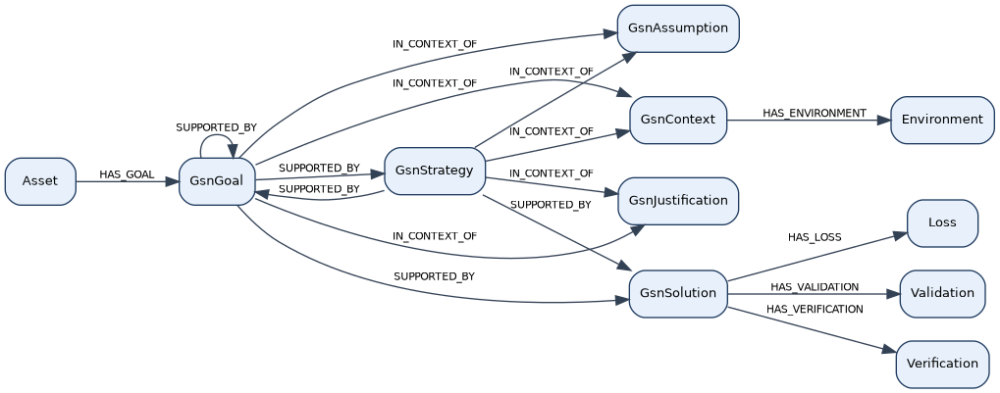 GsnAssumption
IN_CONTEXT_OF
IN_CONTEXT_OF
IN_CONTEXT_OF
GsnContext
HAS_ENVIRONMENT
Environment
SUPPORTED_BY
IN_CONTEXT_OF
Asset
HAS_GOAL
GsnGoal
SUPPORTED_BY
GsnStrategy
IN_CONTEXT_OF
SUPPORTED_BY
SUPPORTED_BY
GsnJustification
IN_CONTEXT_OF
Loss
HAS_LOSS
SUPPORTED_BY
GsnSolution
HAS_VALIDATION
Validation
HAS_VERIFICATION
Verification